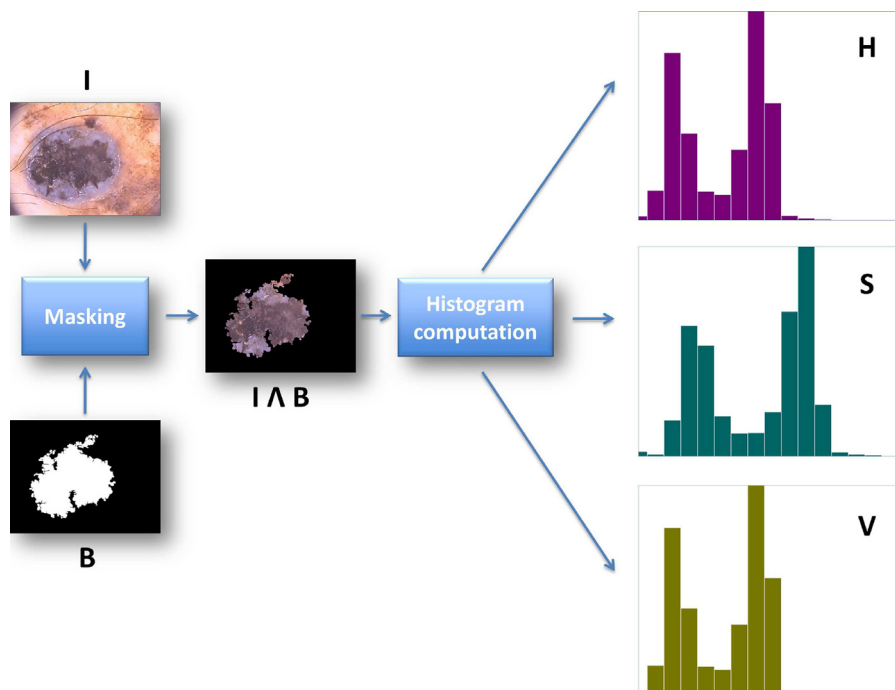 I
H
Masking
I Λ B
Histogram
computation
S
B
V